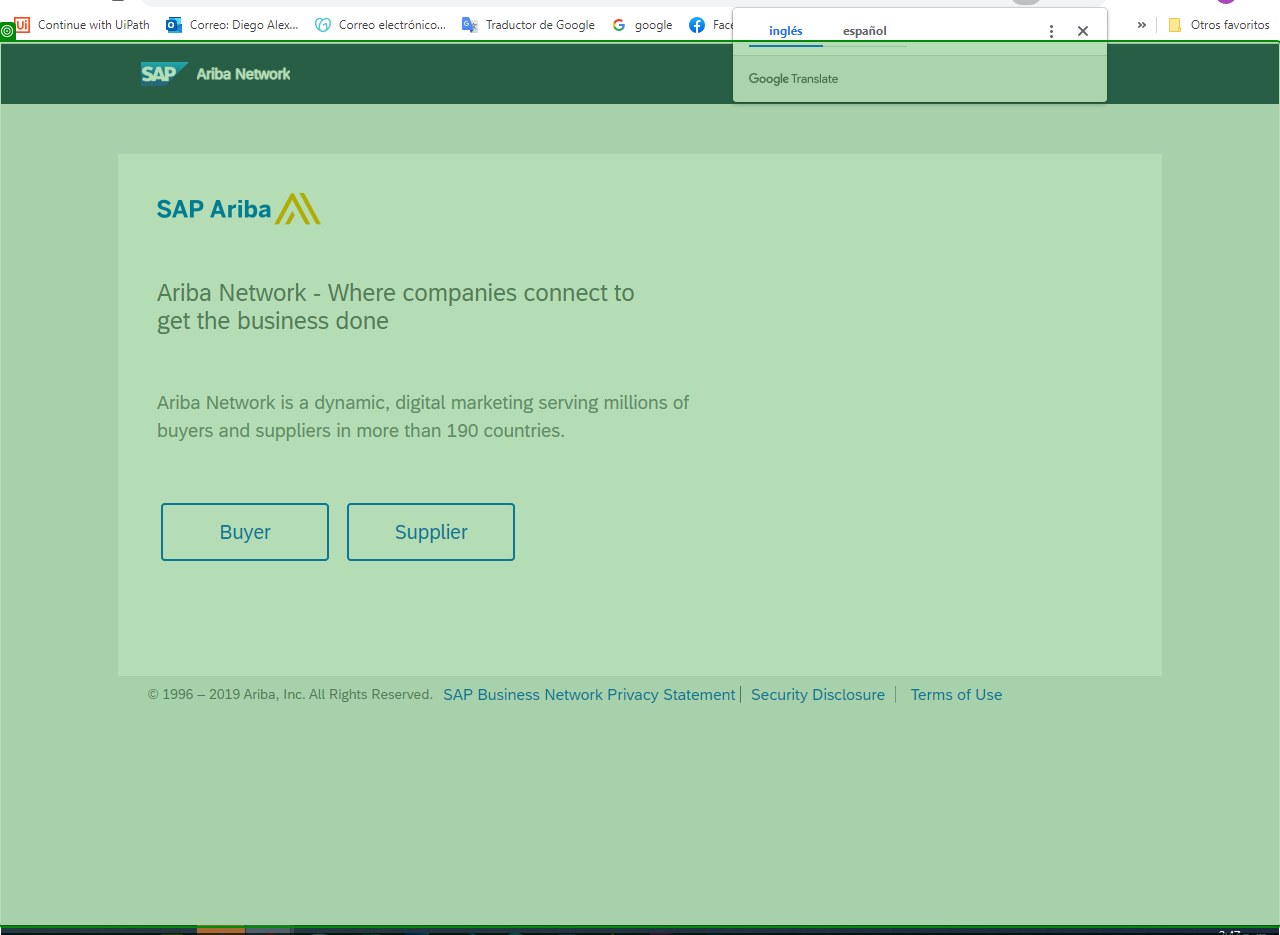 Ui Continue with UiPath Correo: Diego Alex... Correo electrónico... Traductor de Google google Face » Otros favoritos
inglés español
Google Translate
SAP Ariba Network
SAP Ariba
Ariba Network - Where companies connect to
get the business done
Ariba Network is a dynamic, digital marketing serving millions of
buyers and suppliers in more than 190 countries.
Buyer Supplier
© 1996 – 2019 Ariba, Inc. All Rights Reserved. SAP Business Network Privacy Statement Security Disclosure Terms of Use